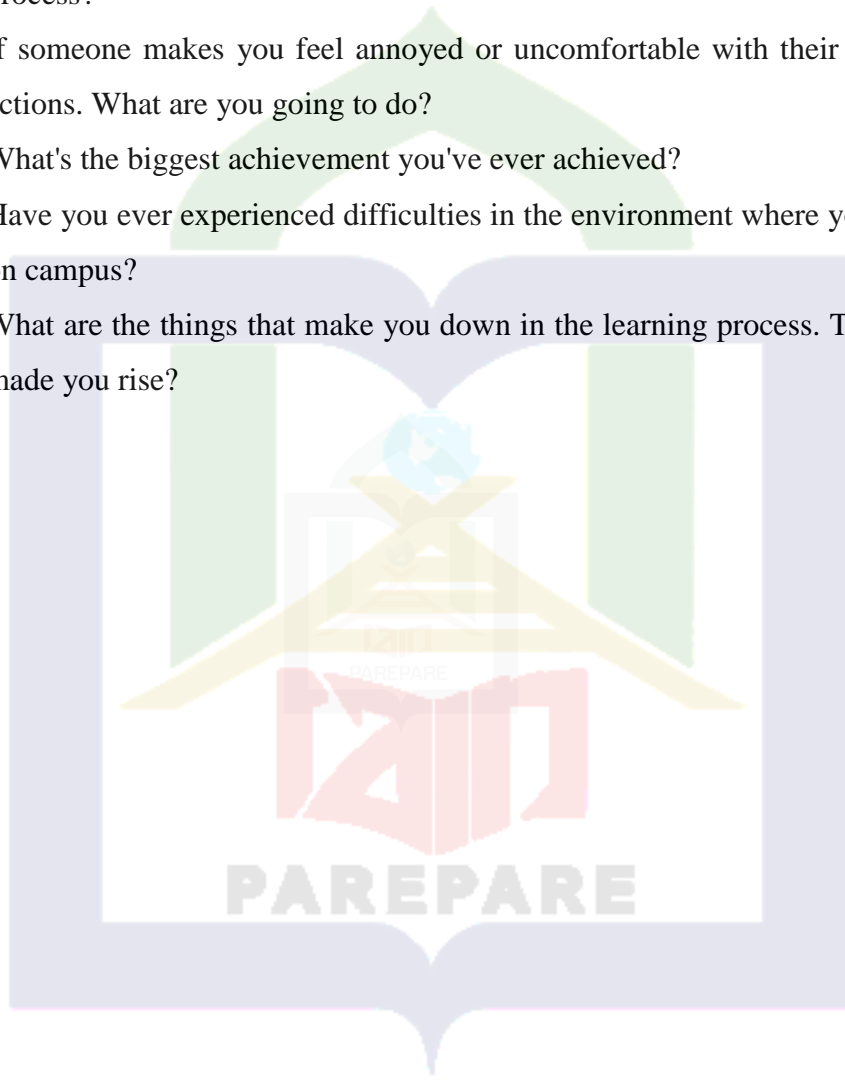 rocess?
f someone makes you feel annoyed or uncomfortable with their
ctions. What are you going to do?
What's the biggest achievement you've ever achieved?
Have you ever experienced difficulties in the environment where y
n campus?
What are the things that make you down in the learning process. T
made you rise?
PAREPARE
PAREPARE